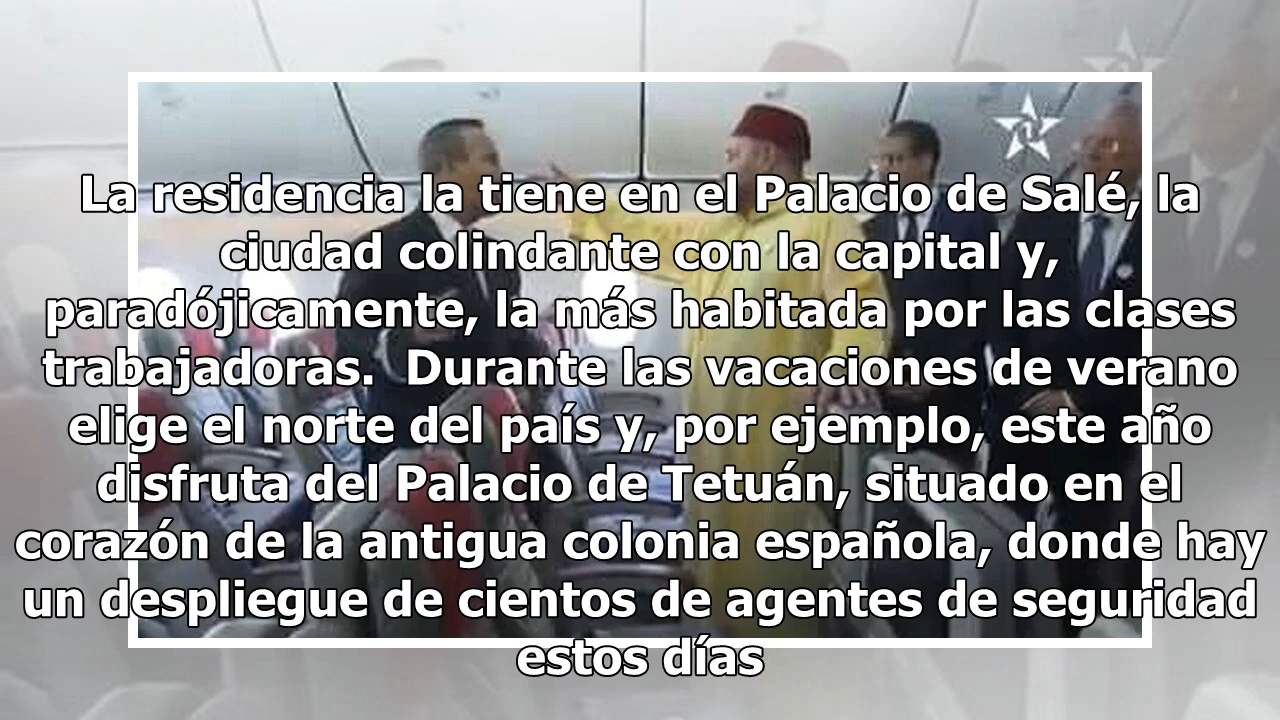 La residencia la tiene en el Palacio de Salé, la
ciudad colindante con la capital y,
paradójicamente, la más habitada por las clases
trabajadoras.  Durante las vacaciones de verano
elige el norte del país y, por ejemplo, este año
disfruta del Palacio de Tetuán, situado en el
corazón de la antigua colonia española, donde hay
un despliegue de cientos de agentes de seguridad
estos días